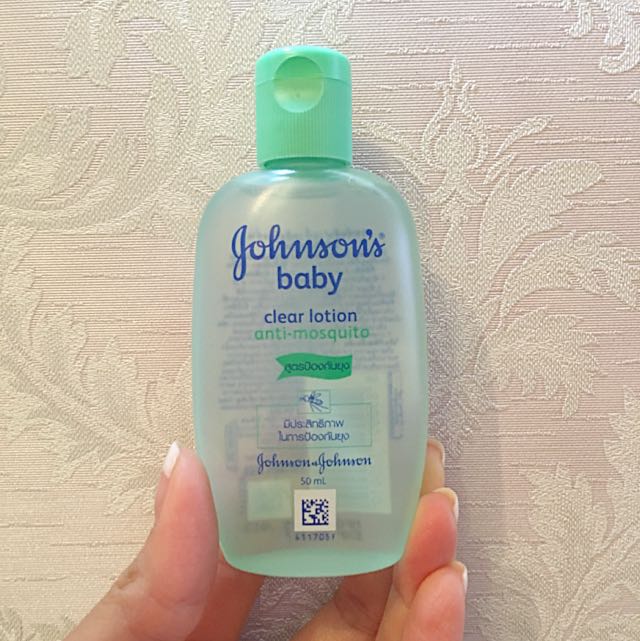 Johnson's®
baby
clear lotion
anti-mosquito
สูตรป้องกันยุง
มีประสิทธิภาพ
ในการป้องกันยุง
Johnson & Johnson
50 mL